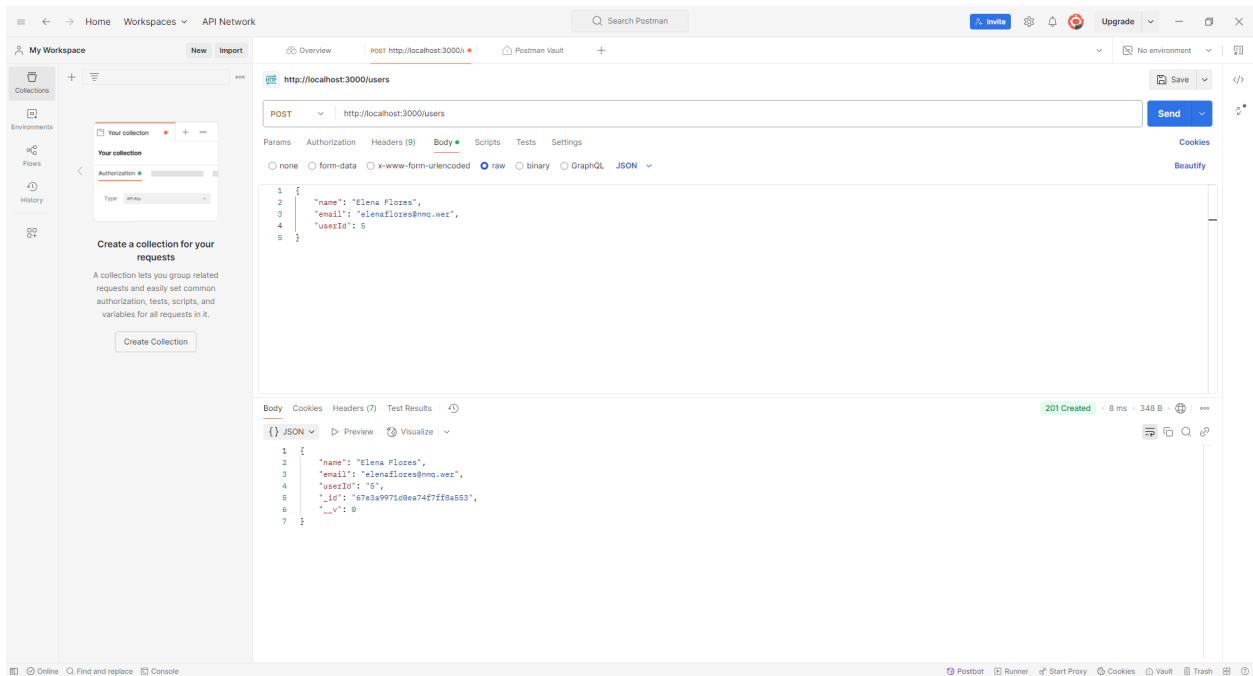 Home Workspaces API Network Search Postman Invite Upgrade
My Workspace New Import Overview POST http://localhost:3000/u Postman Vault No environment
Collections
Environments
Flows
History
Your collecton
Your collection
Authorization
Type API Key
Create a collection for your
requests
A collection lets you group related
requests and easily set common
authorization, tests, scripts, and
variables for all requests in it.
Create Collection
http://localhost:3000/users Save
POST http://localhost:3000/users Send
Params Authorization Headers (9) Body Scripts Tests Settings Cookies
none form-data x-www-form-urlencoded raw binary GraphQL JSON Beautify
1 {
2 "name": "Elena Flores",
3 "email": "elenaflores@nmq.wer",
4 "userId": 5
5 }
Body Cookies Headers (7) Test Results 201 Created 8 ms 348 B
{} JSON Preview Visualize
1 {
2 "name": "Elena Flores",
3 "email": "elenaflores@nmq.wer",
4 "userId": "5",
5 "_id": "67e3a9971d0ea74f7ff8a553",
6 "__v": 0
7 }
Online Find and replace Console Postbot Runner Start Proxy Cookies Vault Trash